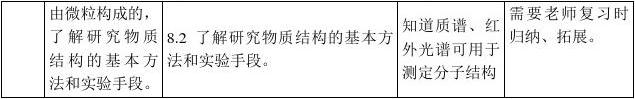 由微粒构成的，
了解研究物质
结构的基本方
法和实验手段。
8.2 了解研究物质结构的基本方
法和实验手段。
知道质谱、红
外光谱可用于
测定分子结构
需要老师复习时
归纳、拓展。